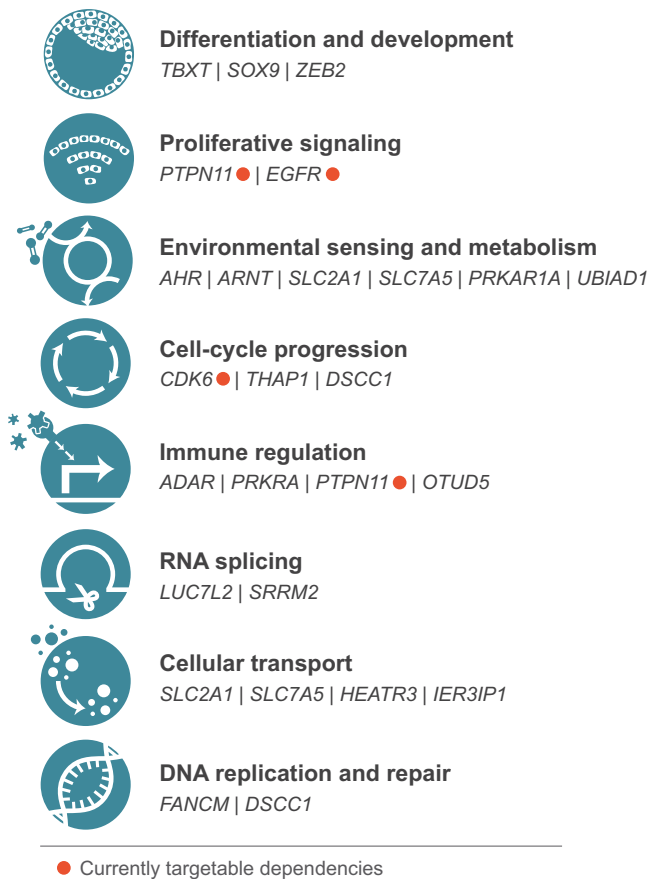 Differentiation and development
TBXT | SOX9 | ZEB2
Proliferative signaling
PTPN11 | EGFR
Environmental sensing and metabolism
AHR | ARNT | SLC2A1 | SLC7A5 | PRKAR1A | UBIAD1
Cell-cycle progression
CDK6 | THAP1 | DSCC1
Immune regulation
ADAR | PRKRA | PTPN11 | OTUD5
RNA splicing
LUC7L2 | SRRM2
Cellular transport
SLC2A1 | SLC7A5 | HEATR3 | IER3IP1
DNA replication and repair
FANCM | DSCC1
Currently targetable dependencies